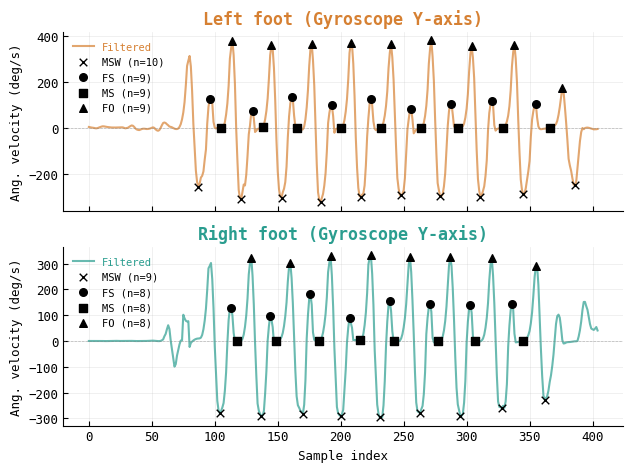 Left foot (Gyroscope Y-axis)
Ang. velocity (deg/s)
400
200
0
−200
Filtered
MSW (n=10)
FS (n=9)
MS (n=9)
FO (n=9)
Right foot (Gyroscope Y-axis)
Ang. velocity (deg/s)
300
200
100
0
−100
−200
−300
Filtered
MSW (n=9)
FS (n=8)
MS (n=8)
FO (n=8)
0 50 100 150 200 250 300 350 400
Sample index